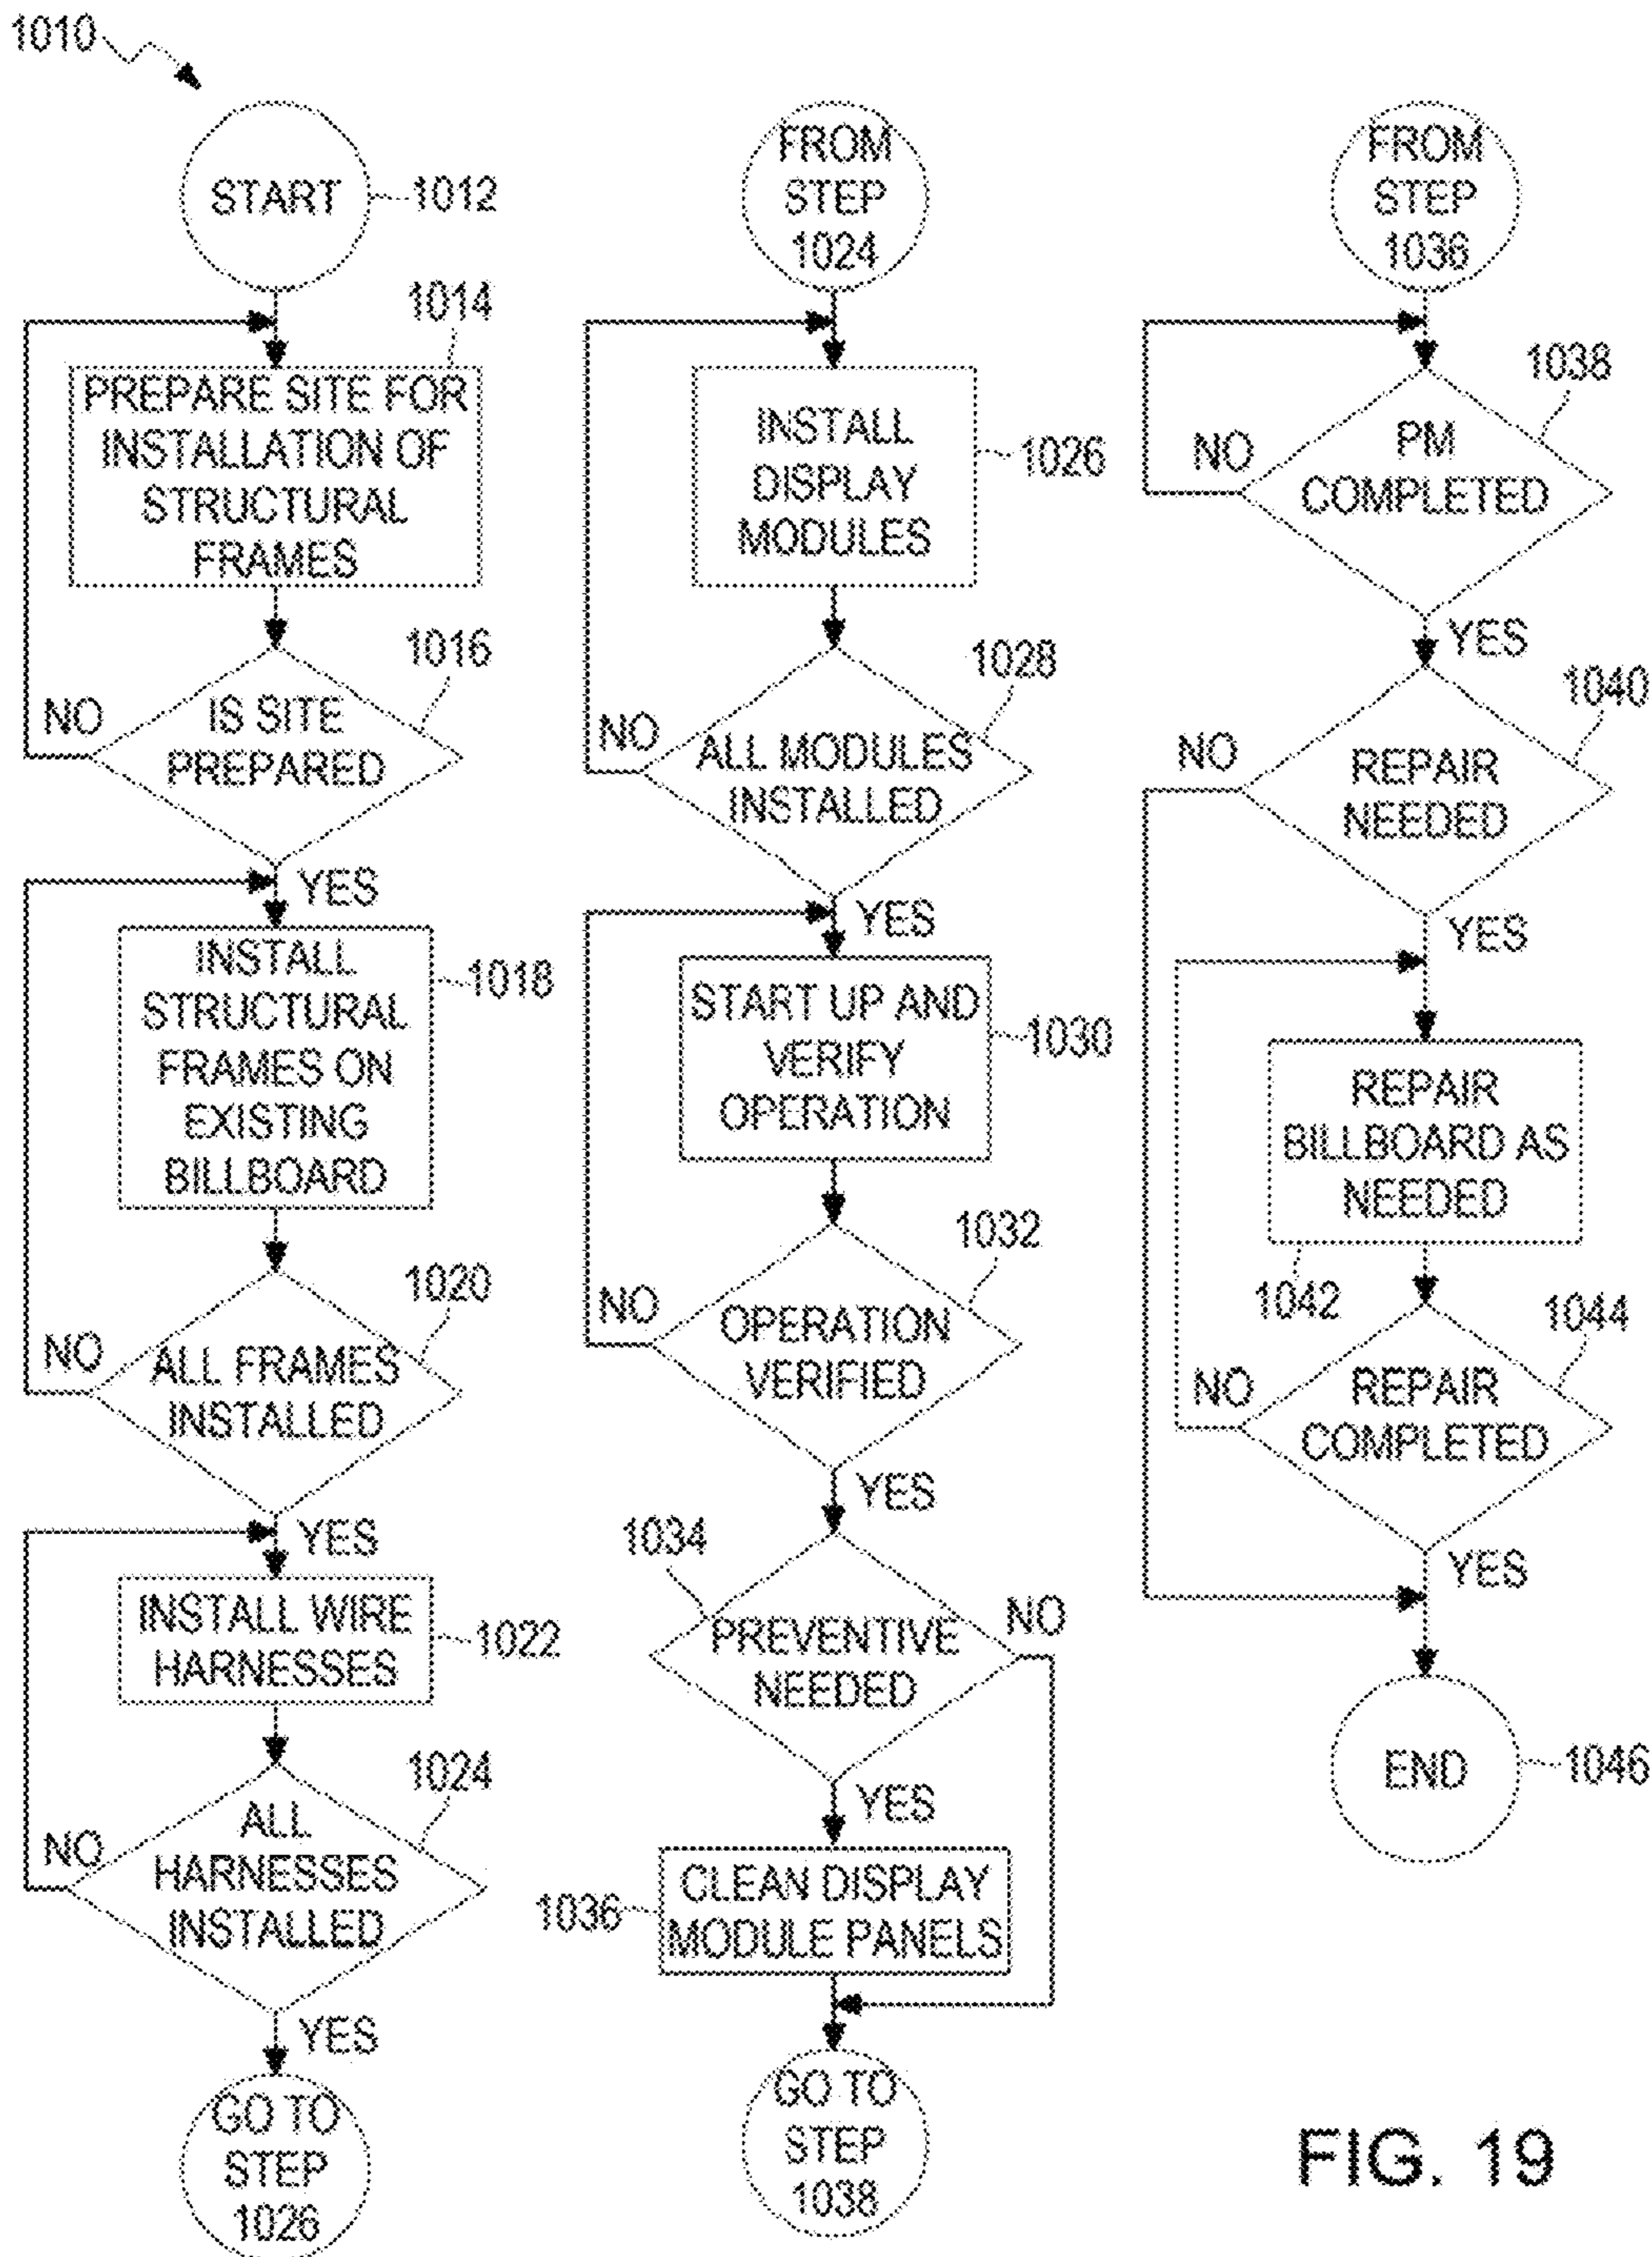 1010
START
1012
1014
PREPARE SITE FOR
INSTALLATION OF
STRUCTURAL
FRAMES
1016
NO
IS SITE
PREPARED
YES
INSTALL
STRUCTURAL
FRAMES ON
EXISTING
BILLBOARD
1018
1020
NO
ALL FRAMES
INSTALLED
YES
INSTALL WIRE
HARNESSES
1022
1024
NO
ALL
HARNESSES
INSTALLED
YES
GO TO
STEP
1026
FROM
STEP
1024
INSTALL
DISPLAY
MODULES
1026
1028
NO
ALL MODULES
INSTALLED
YES
START UP AND
VERIFY
OPERATION
1030
1032
NO
OPERATION
VERIFIED
YES
1034
NO
PREVENTIVE
NEEDED
YES
1036
CLEAN DISPLAY
MODULE PANELS
GO TO
STEP
1038
FROM
STEP
1036
1038
NO
PM
COMPLETED
YES
1040
NO
REPAIR
NEEDED
YES
REPAIR
BILLBOARD AS
NEEDED
1042
1044
NO
REPAIR
COMPLETED
YES
END
1046
FIG. 19